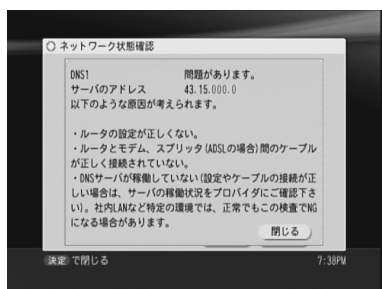 ネットワーク状態確認
DNS1 問題があります。
サーバのアドレス 43.15.000.0
以下のような原因が考えられます。
・ルータの設定が正しくない。
・ルータとモデム、スプリッタ(ADSLの場合)間のケーブル
が正しく接続されていない。
・DNSサーバが稼働していない(設定やケーブルの接続が正
しい場合は、サーバの稼働状況をプロバイダにご確認下さ
い)。社内LANなど特定の環境では、正常でもこの検査でNG
になる場合があります。
閉じる
決定 で閉じる 7:38PM